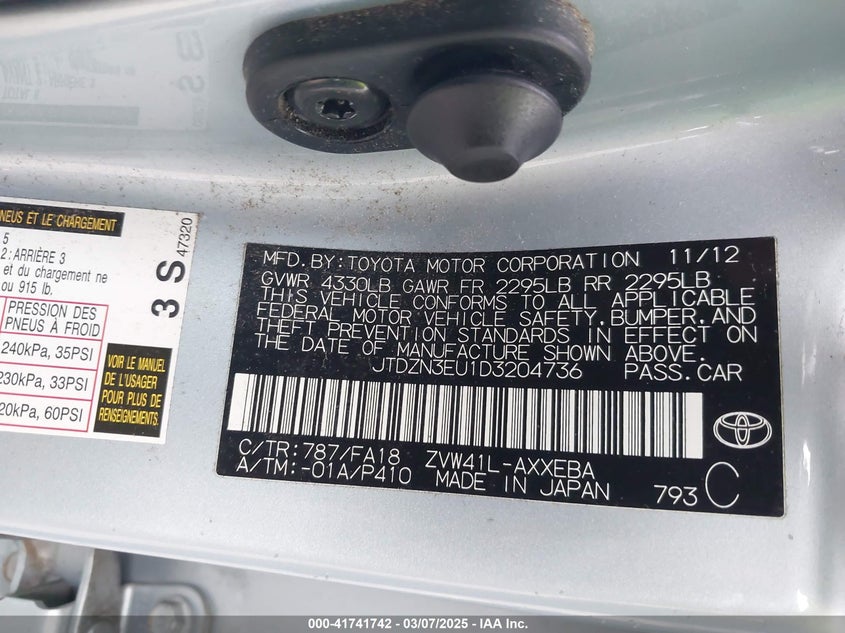 PNEUS ET LE CHARGEMENT
5
2:ARRIÈRE 3
et du chargement ne
ou 915 lb.
PRESSION DES
PNEUS À FROID
240kPa, 35PSI
230kPa, 33PSI
20kPa, 60PSI
VOIR LE MANUEL
DE L'USAGER
POUR PLUS DE
RENSEIGNEMENTS.
3 S 47320
MFD. BY: TOYOTA MOTOR CORPORATION 11/12
GVWR 4330LB GAWR FR 2295LB RR 2295LB
THIS VEHICLE CONFORMS TO ALL APPLICABLE
FEDERAL MOTOR VEHICLE SAFETY, BUMPER, AND
THEFT PREVENTION STANDARDS IN EFFECT ON
THE DATE OF MANUFACTURE SHOWN ABOVE.
JTDZN3EU1D3204736 PASS. CAR
C/TR: 787/FA18 ZVW41L-AXXEBA
A/TM: -01A/P410 MADE IN JAPAN 793 C
000-41741742 — 03/07/2025 — IAA Inc.